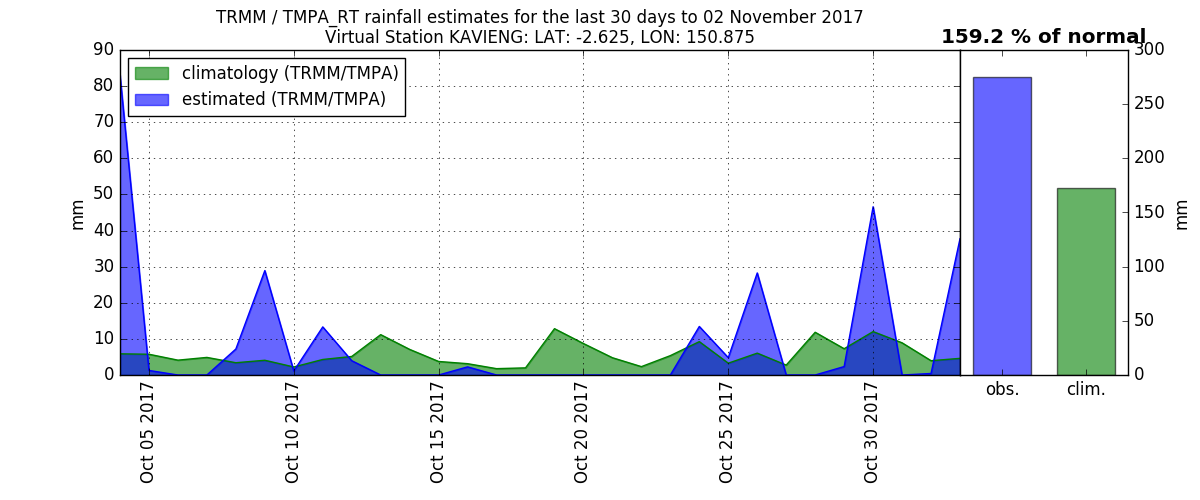 TRMM / TMPA_RT rainfall estimates for the last 30 days to 02 November 2017
Virtual Station KAVIENG: LAT: -2.625, LON: 150.875
159.2 % of normal
climatology (TRMM/TMPA)
estimated (TRMM/TMPA)
mm
90
80
70
60
50
40
30
20
10
0
Oct 05 2017
Oct 10 2017
Oct 15 2017
Oct 20 2017
Oct 25 2017
Oct 30 2017
300
250
200
150
100
50
0
mm
obs.
clim.